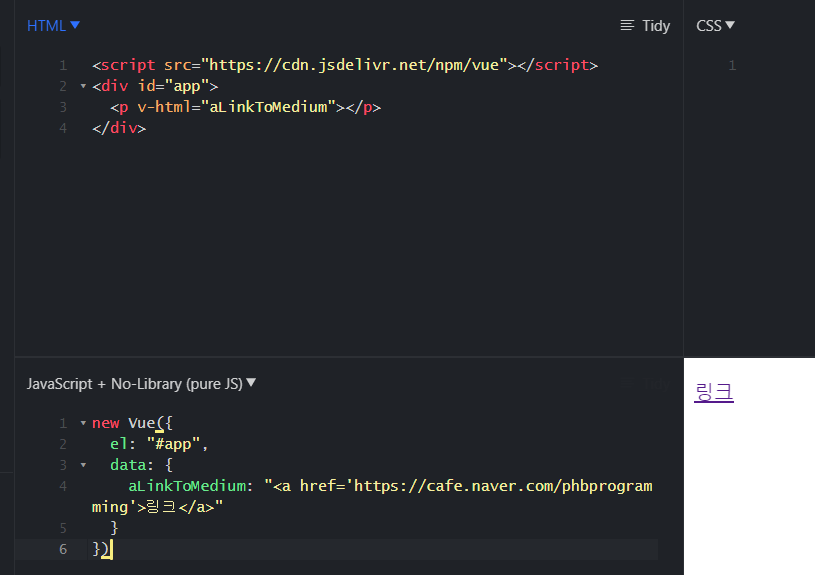 HTML▼ Tidy CSS▼
1 <script src="https://cdn.jsdelivr.net/npm/vue"></script>
2 <div id="app">
3 <p v-html="aLinkToMedium"></p>
4 </div>
1
JavaScript + No-Library (pure JS)▼
1 new Vue({
2 el: "#app",
3 data: {
4 aLinkToMedium: "<a href='https://cafe.naver.com/phbprogram
ming'>링크</a>"
5 }
6 })
링크